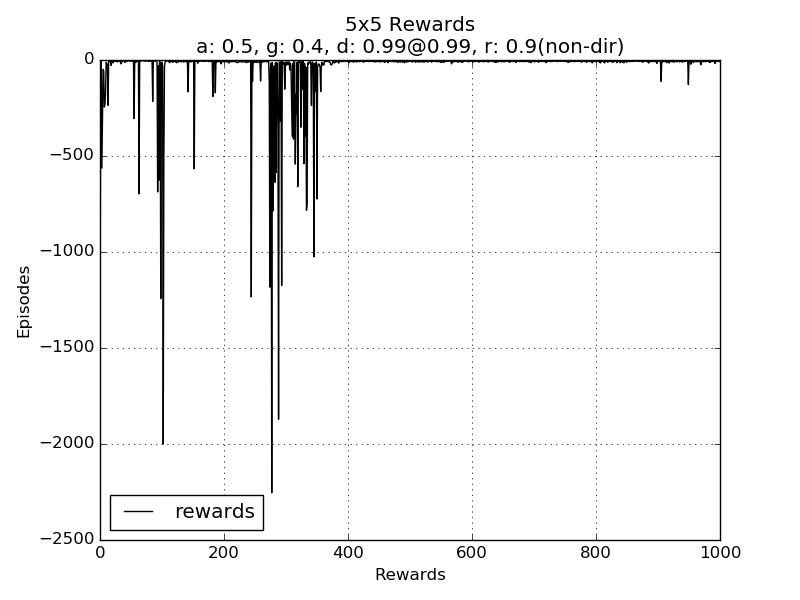 5x5 Rewards
a: 0.5, g: 0.4, d: 0.99@0.99, r: 0.9(non-dir)
0
−500
−1000
−1500
−2000
−2500
Episodes
rewards
0 200 400 600 800 1000
Rewards